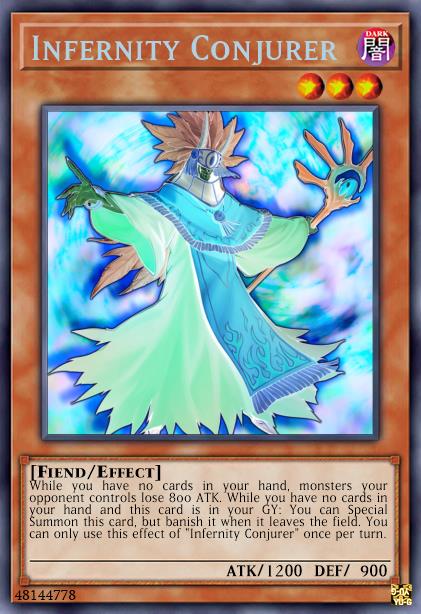 Infernity Conjurer
DARK
闇
[Fiend/Effect]
While you have no cards in your hand, monsters your
opponent controls lose 800 ATK. While you have no cards in
your hand and this card is in your GY: You can Special
Summon this card, but banish it when it leaves the field. You
can only use this effect of "Infernity Conjurer" once per turn.
ATK/1200 DEF/ 900
48144778